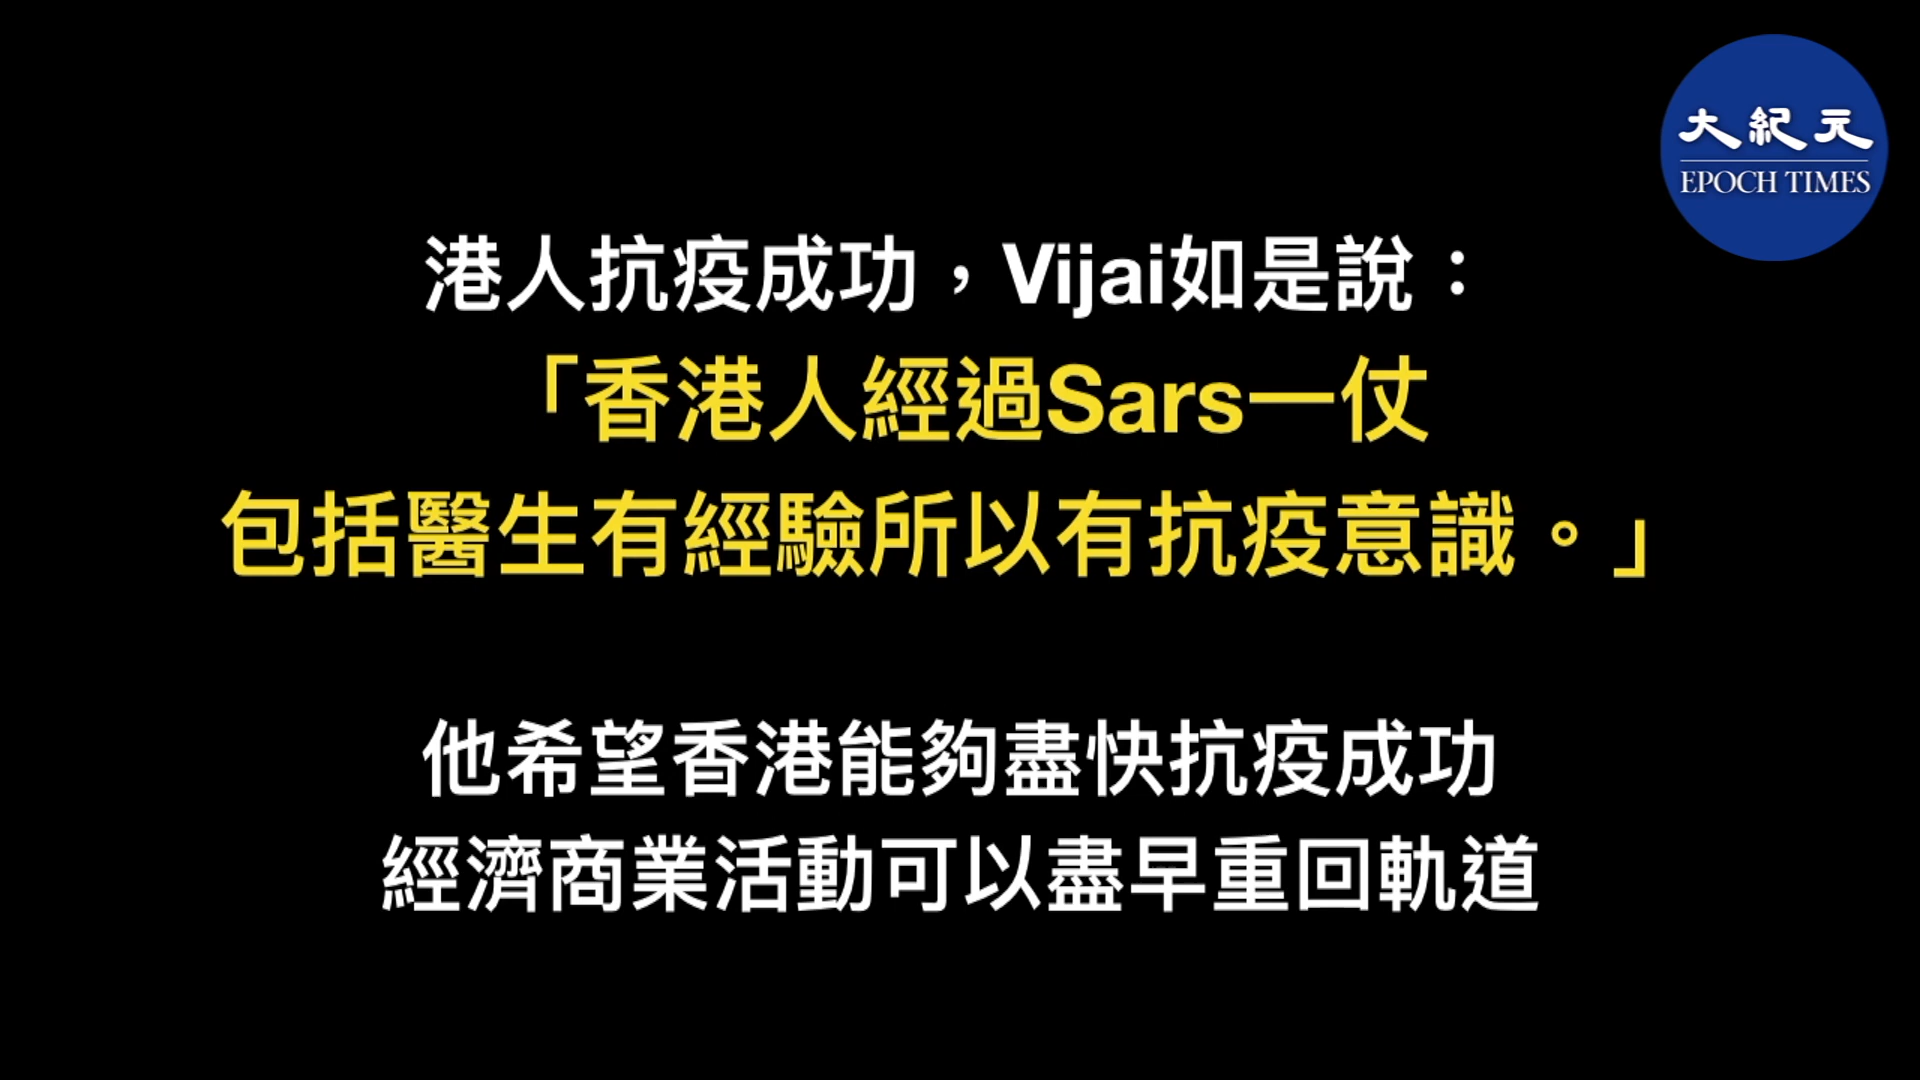 大紀元
EPOCH TIMES
港人抗疫成功，Vijai如是說：
「香港人經過Sars一仗
包括醫生有經驗所以有抗疫意識。」
他希望香港能夠盡快抗疫成功
經濟商業活動可以盡早重回軌道